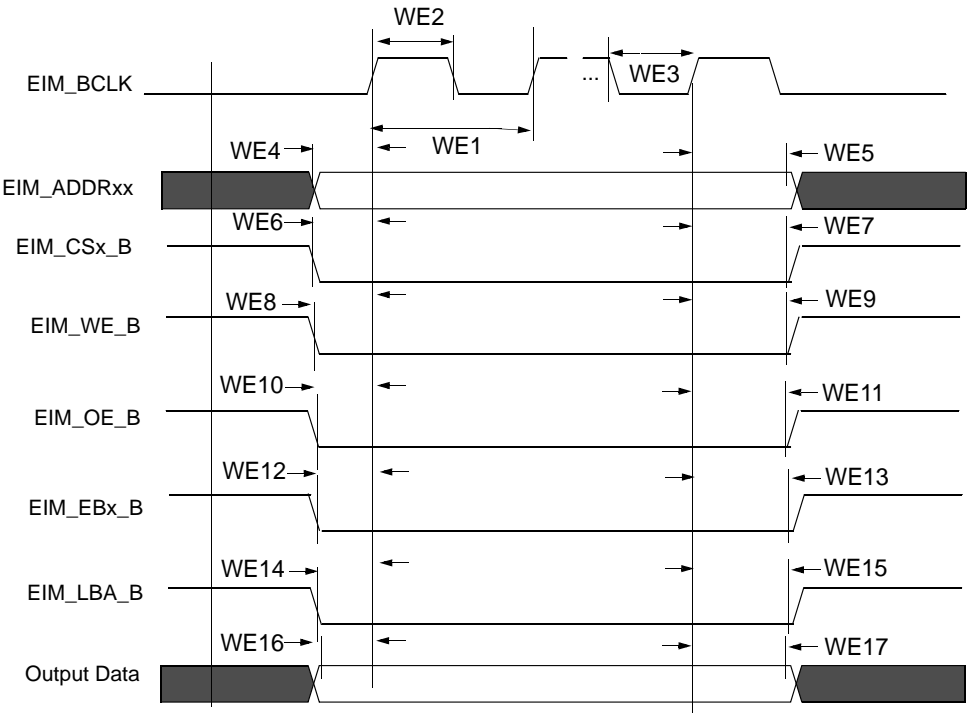 WE2
EIM_BCLK
...
WE3
WE1
WE4
WE5
EIM_ADDRxx
WE6
WE7
EIM_CSx_B
WE8
WE9
EIM_WE_B
WE10
WE11
EIM_OE_B
WE12
WE13
EIM_EBx_B
WE14
WE15
EIM_LBA_B
WE16
WE17
Output Data